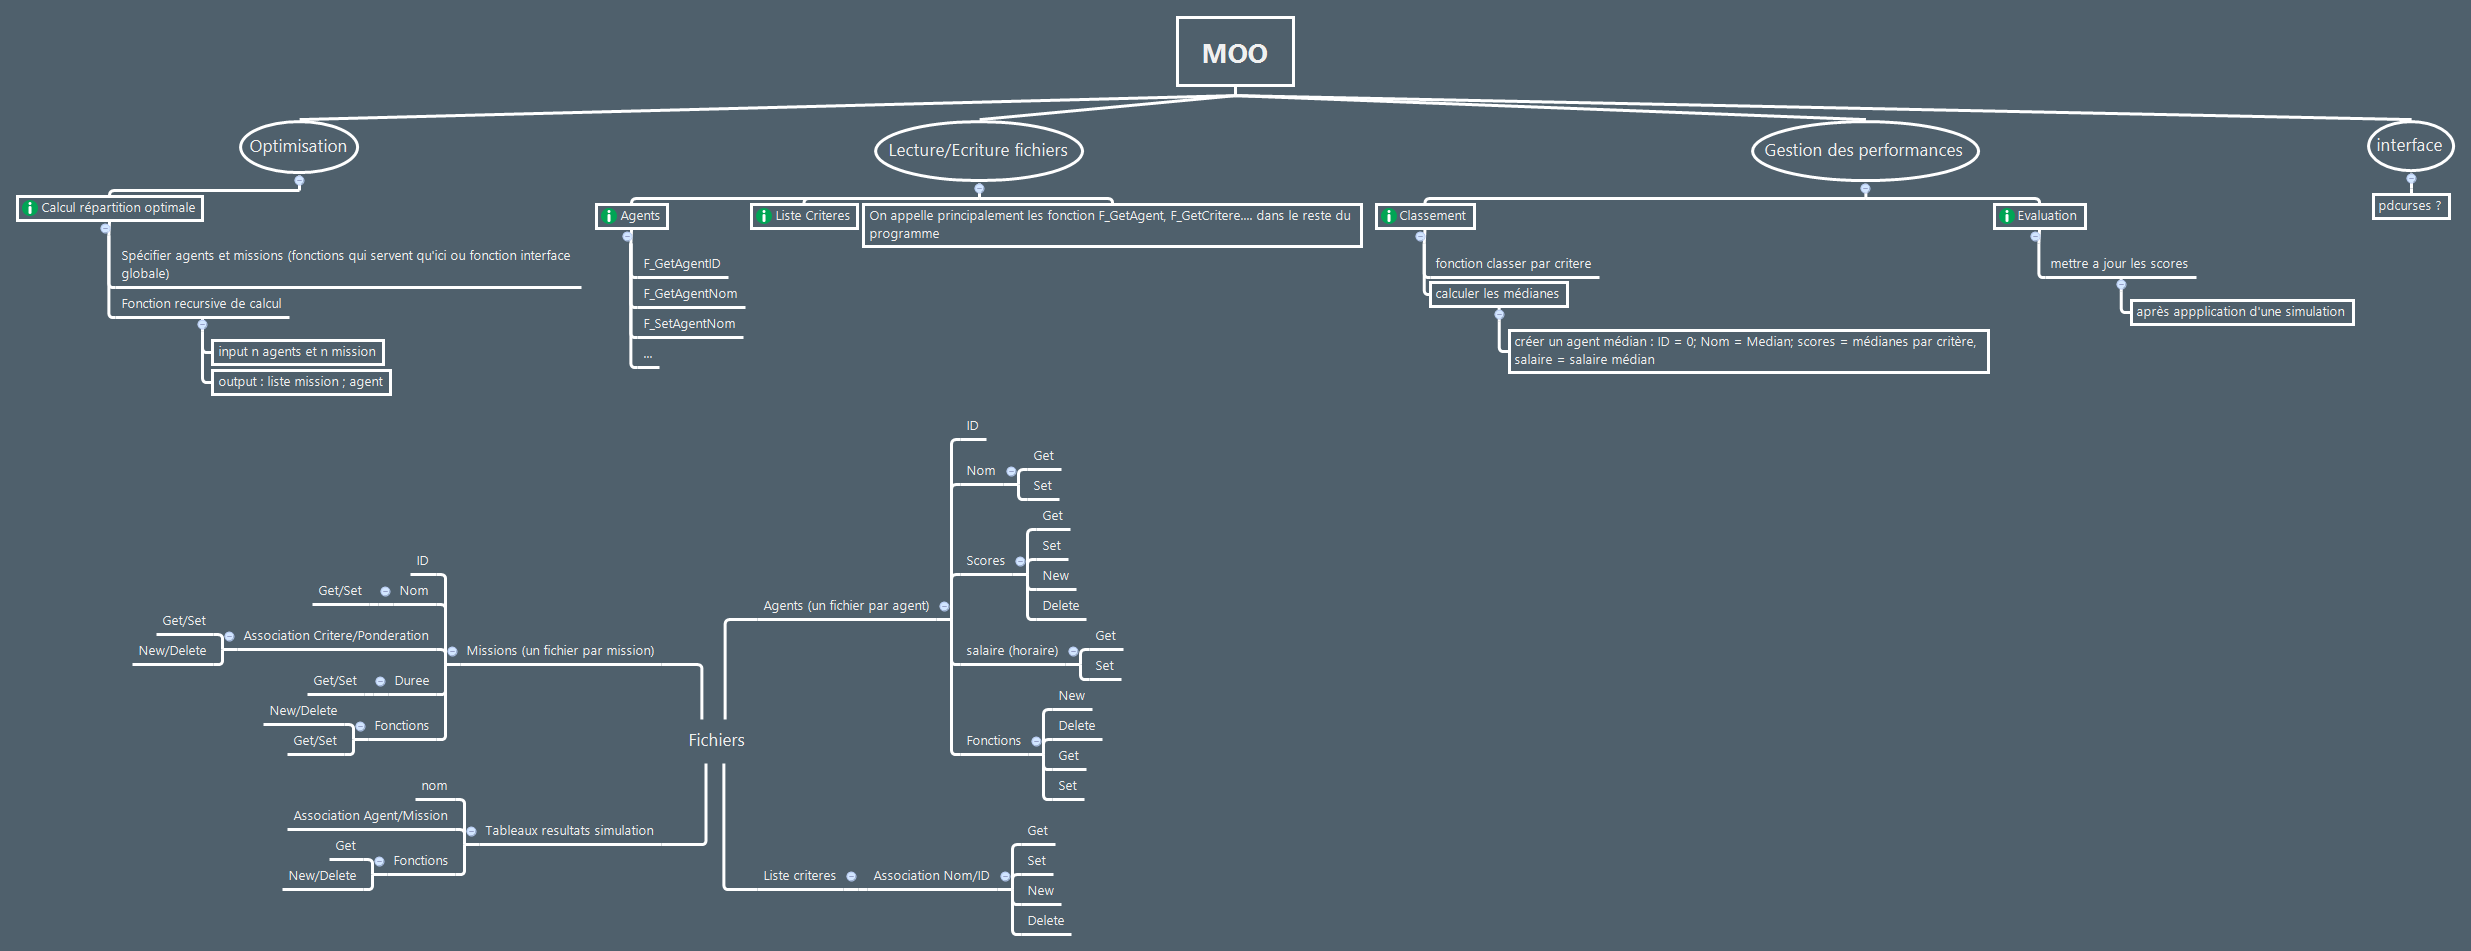 MOO
Optimisation
Lecture/Ecriture fichiers
Gestion des performances
interface
Calcul répartition optimale
Spécifier agents et missions (fonctions qui servent qu'ici ou fonction interface
globale)
Fonction recursive de calcul
input n agents et n mission
output : liste mission ; agent
Agents
F_GetAgentID
F_GetAgentNom
F_SetAgentNom
...
Liste Criteres
On appelle principalement les fonction F_GetAgent, F_GetCritere.... dans le reste du
programme
Classement
fonction classer par critere
calculer les médianes
créer un agent médian : ID = 0; Nom = Median; scores = médianes par critère,
salaire = salaire médian
Evaluation
mettre a jour les scores
après appplication d'une simulation
pdcurses ?
Fichiers
Missions (un fichier par mission)
ID
Nom
Get/Set
Association Critere/Ponderation
Get/Set
New/Delete
Duree
Get/Set
Fonctions
New/Delete
Get/Set
Tableaux resultats simulation
nom
Association Agent/Mission
Fonctions
Get
New/Delete
Agents (un fichier par agent)
ID
Nom
Get
Set
Scores
Get
Set
New
Delete
salaire (horaire)
Get
Set
Fonctions
New
Delete
Get
Set
Liste criteres
Association Nom/ID
Get
Set
New
Delete